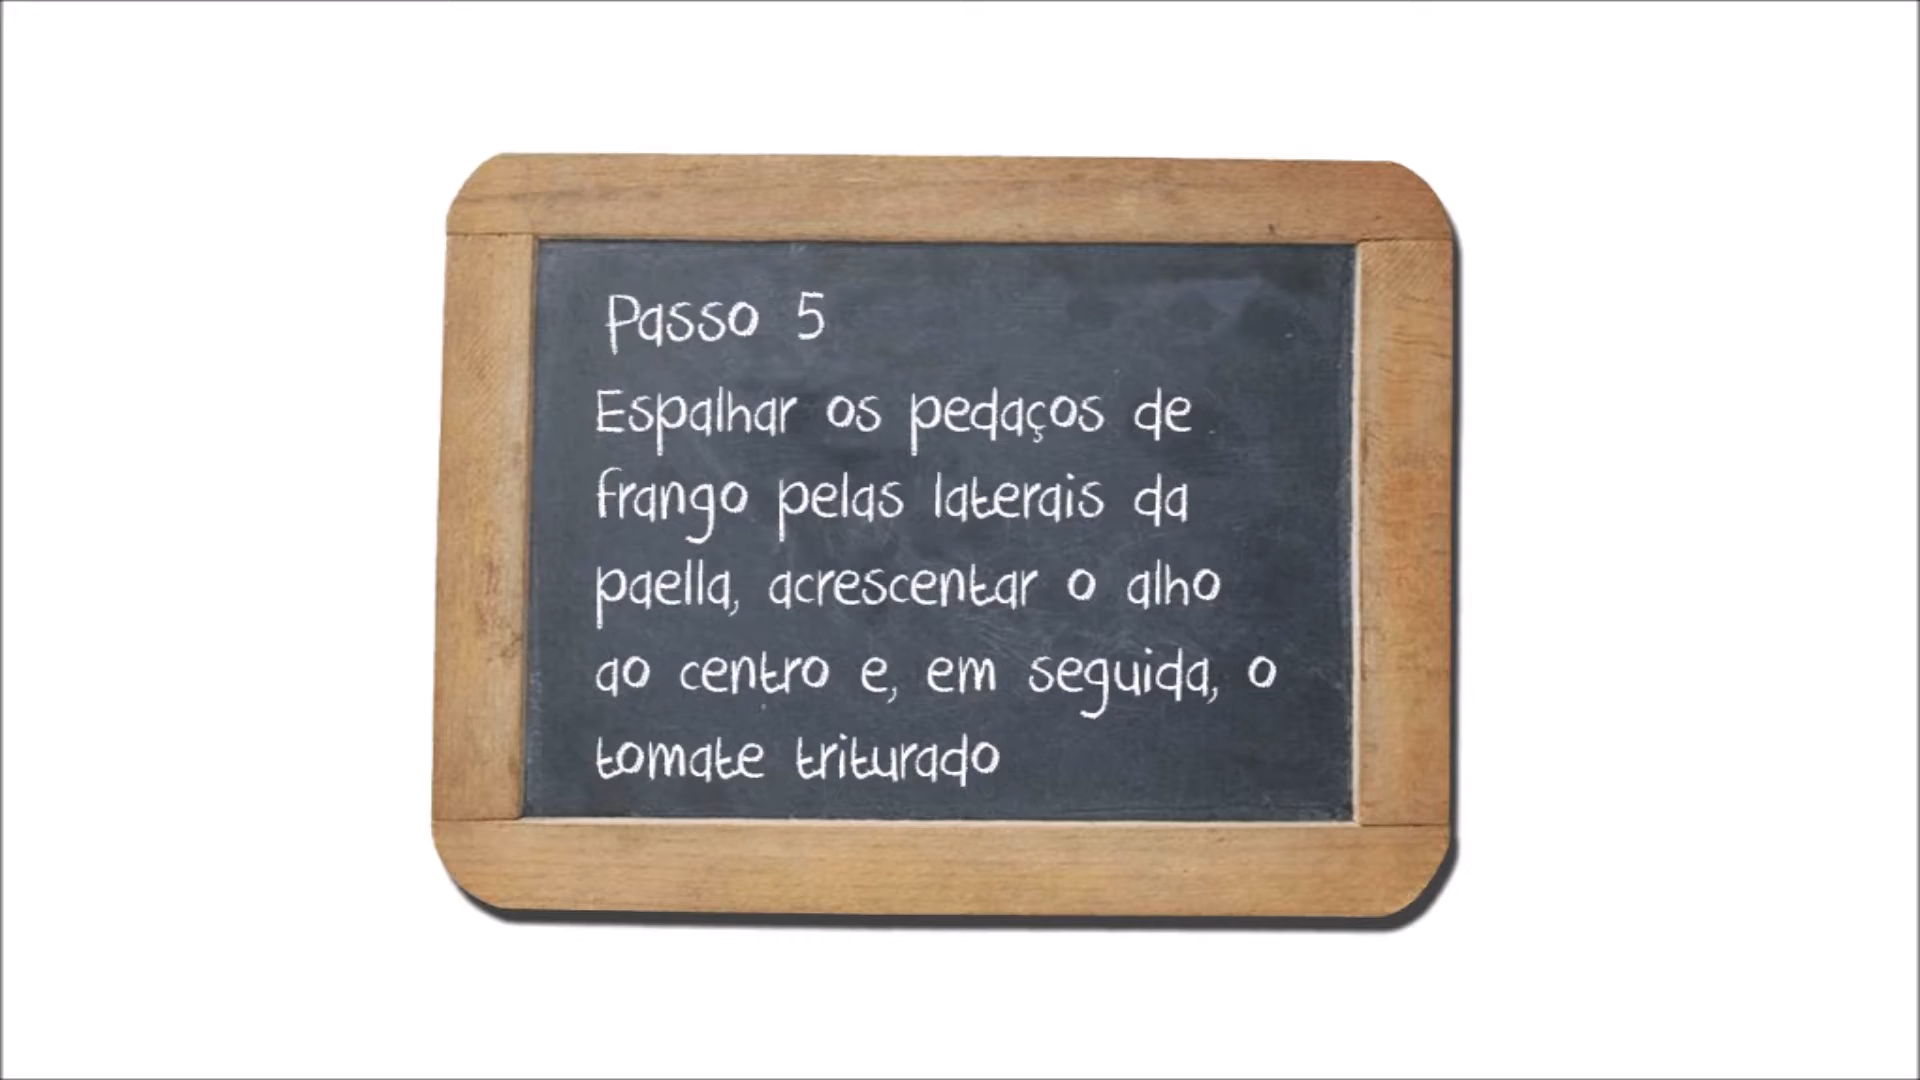 Passo 5
Espalhar os pedaços de
frango pelas laterais da
paella, acrescentar o alho
ao centro e, em seguida, o
tomate triturado